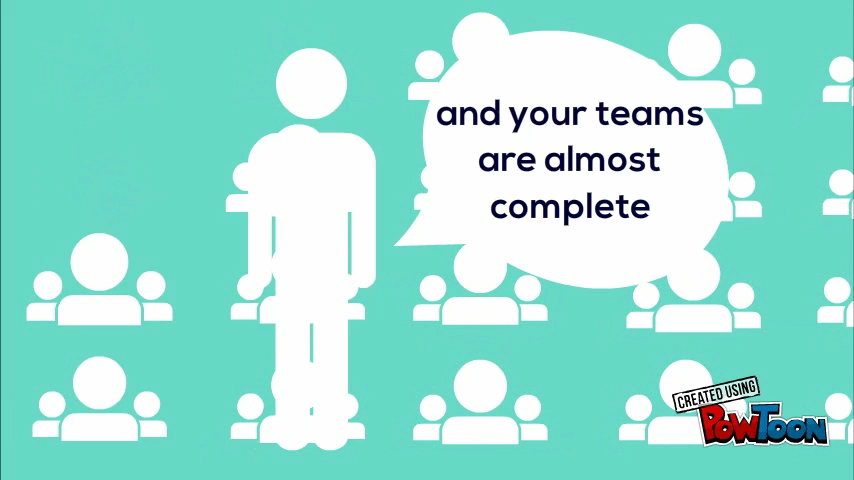 and your teams
are almost
complete
CREATED USING
POWTOON